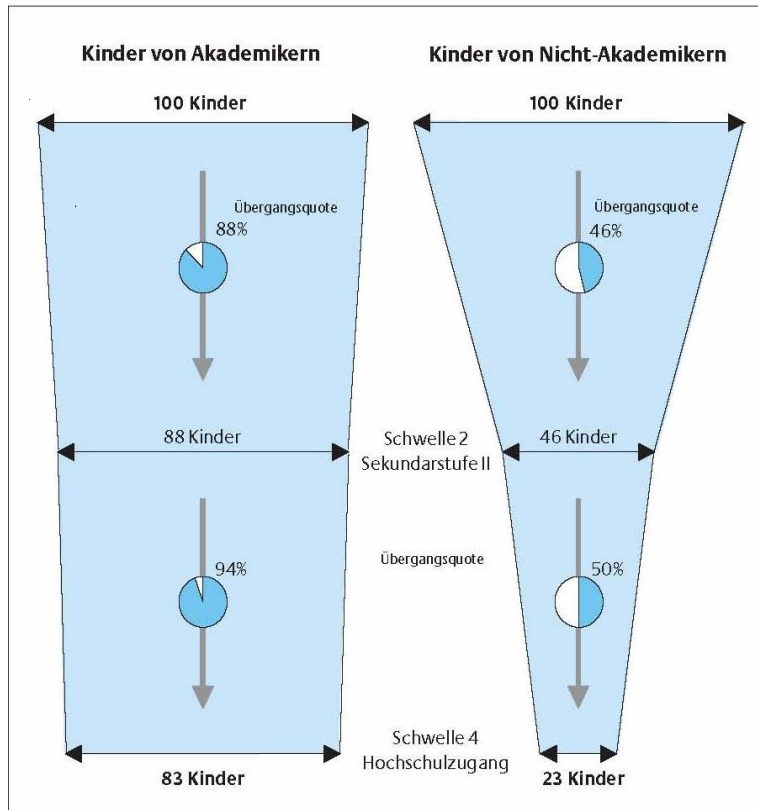 Kinder von Akademikern
Kinder von Nicht-Akademikern
100 Kinder
100 Kinder
Übergangsquote
88%
Übergangsquote
46%
88 Kinder
Schwelle 2
Sekundarstufe II
46 Kinder
94%
Übergangsquote
50%
Schwelle 4
Hochschulzugang
83 Kinder
23 Kinder